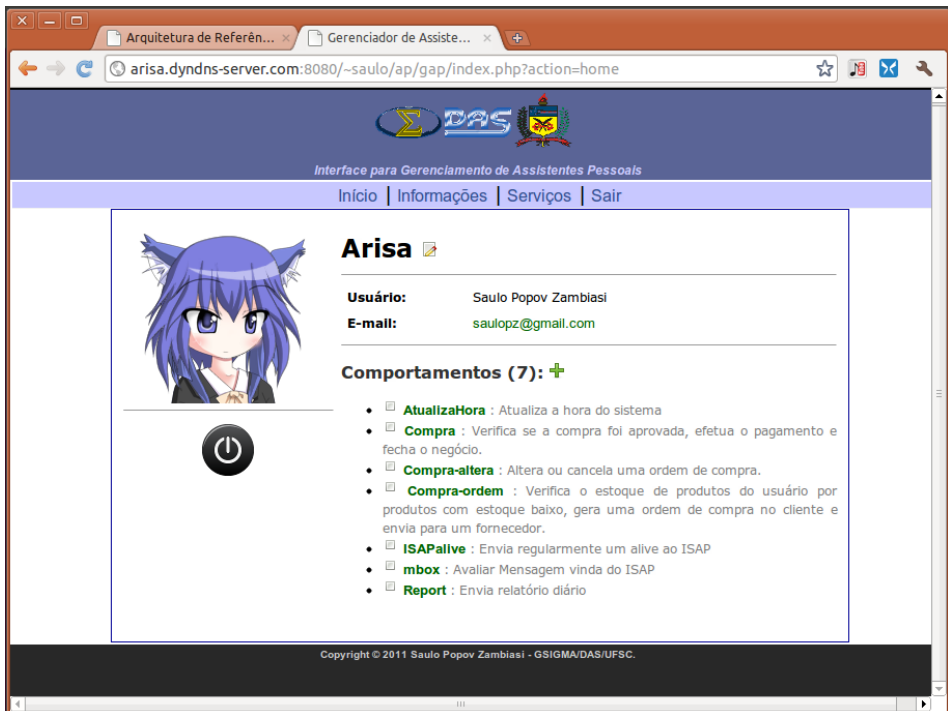 Arquitetura de Referên...
Gerenciador de Assiste...
arisa.dyndns-server.com:8080/~saulo/ap/gap/index.php?action=home
Σ DAS
Interface para Gerenciamento de Assistentes Pessoais
Início | Informações | Serviços | Sair
Arisa
Usuário: Saulo Popov Zambiasi
E-mail: saulopz@gmail.com
Comportamentos (7):
AtualizaHora : Atualiza a hora do sistema
Compra : Verifica se a compra foi aprovada, efetua o pagamento e
fecha o negócio.
Compra-altera : Altera ou cancela uma ordem de compra.
Compra-ordem : Verifica o estoque de produtos do usuário por
produtos com estoque baixo, gera uma ordem de compra no cliente e
envia para um fornecedor.
ISAPalive : Envia regularmente um alive ao ISAP
mbox : Avaliar Mensagem vinda do ISAP
Report : Envia relatório diário
Copyright © 2011 Saulo Popov Zambiasi - GSIGMA/DAS/UFSC.